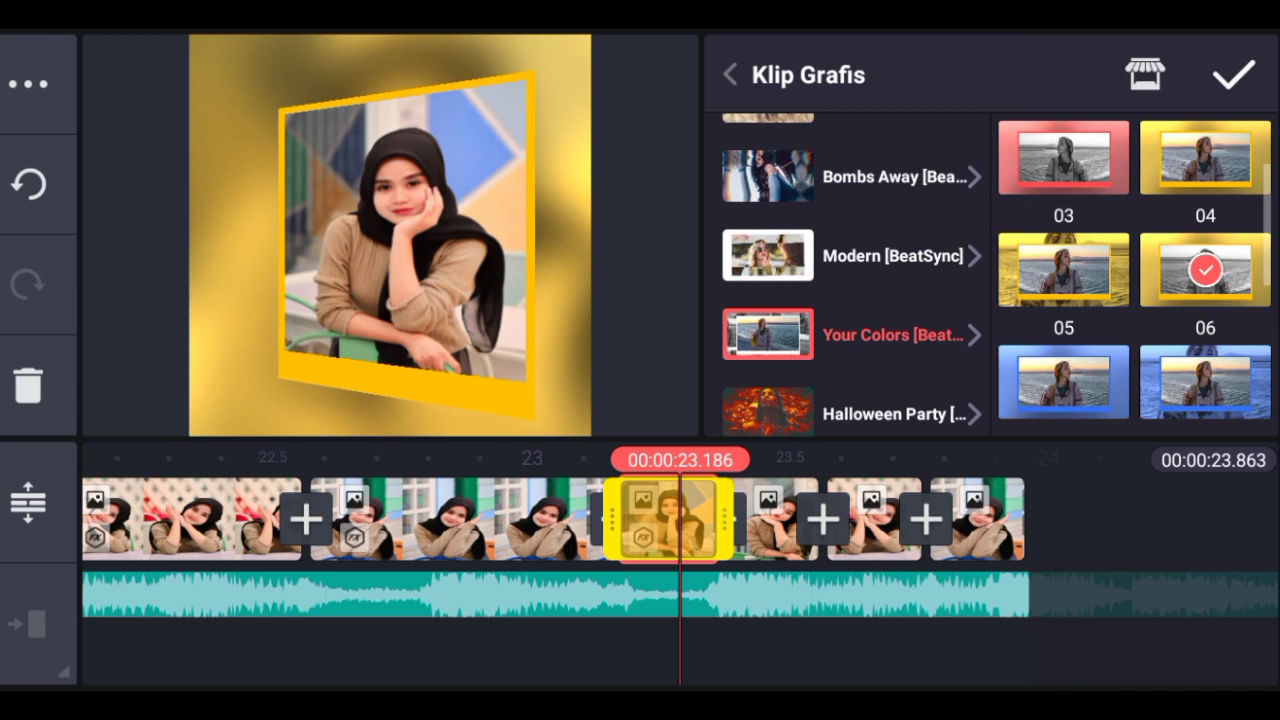 Klip Grafis
Bombs Away [Bea...
Modern [BeatSync]
Your Colors [Beat...
Halloween Party [...
03
04
05
06
22.5
23
00:00:23.186
23.5
24
00:00:23.863